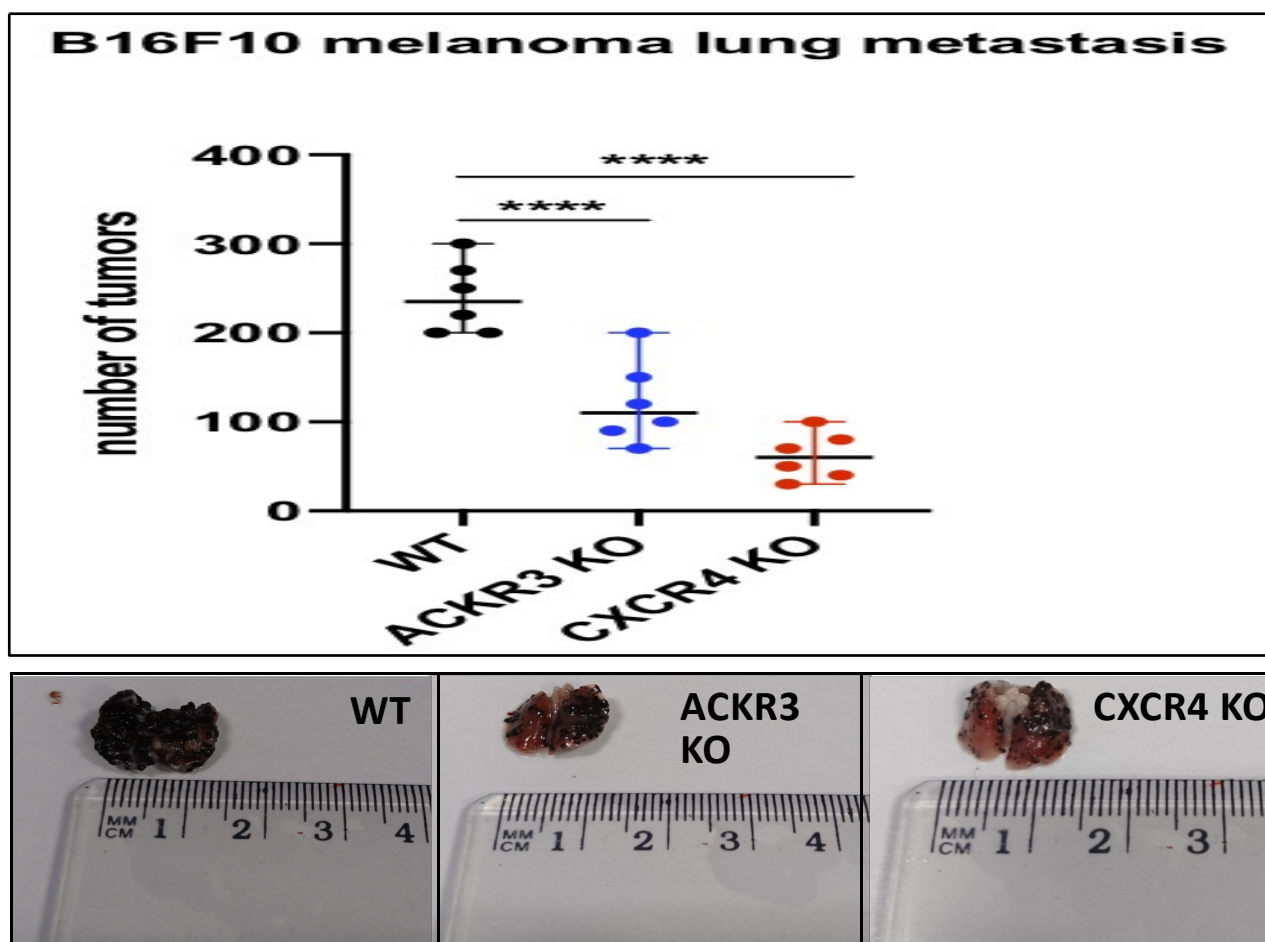 B16F10 melanoma lung metastasis
number of tumors
400
300
200
100
0
****
****
WT
ACKR3 KO
CXCR4 KO
WT
MM
CM 1 2 3 4
ACKR3
KO
MM
CM 1 2 3 4
CXCR4 KO
MM
CM 1 2 3